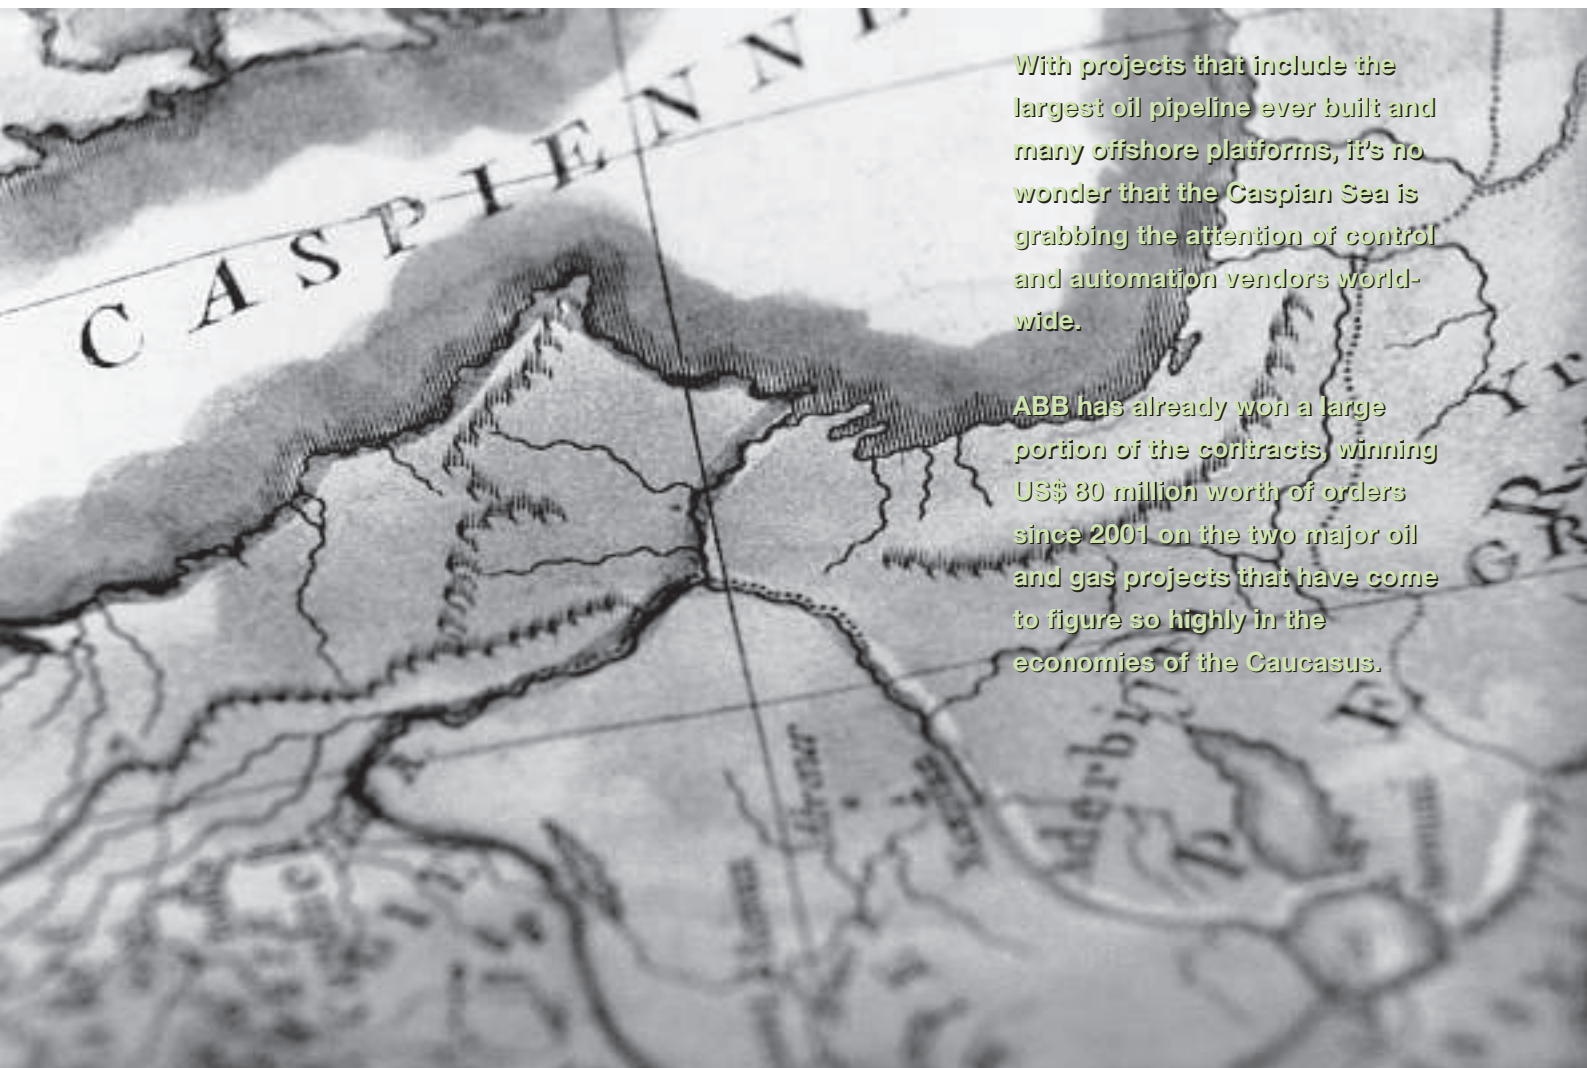 CASPIENNE
With projects that include the
largest oil pipeline ever built and
many offshore platforms, it's no
wonder that the Caspian Sea is
grabbing the attention of control
and automation vendors world-
wide.
ABB has already won a large
portion of the contracts, winning
US$ 80 million worth of orders
since 2001 on the two major oil
and gas projects that have come
to figure so highly in the
economies of the Caucasus.